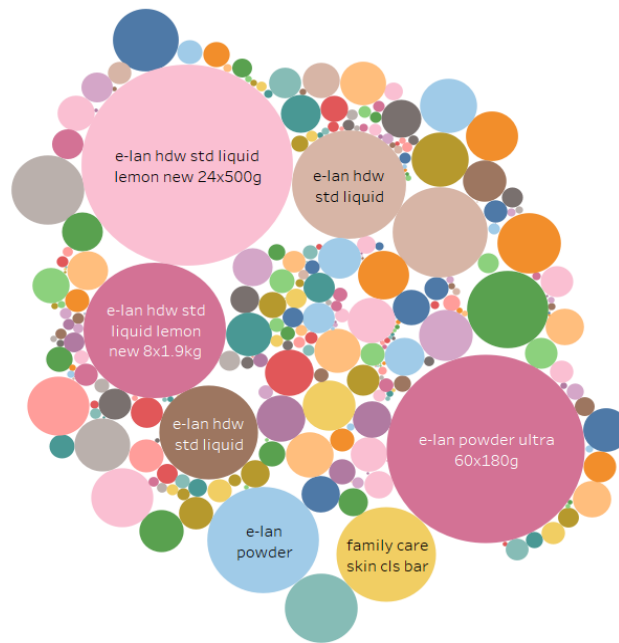 e-lan hdw std liquid
lemon new 24x500g
e-lan hdw
std liquid
e-lan hdw std
liquid lemon
new 8x1.9kg
e-lan hdw
std liquid
e-lan powder ultra
60x180g
e-lan
powder
family care
skin cls bar